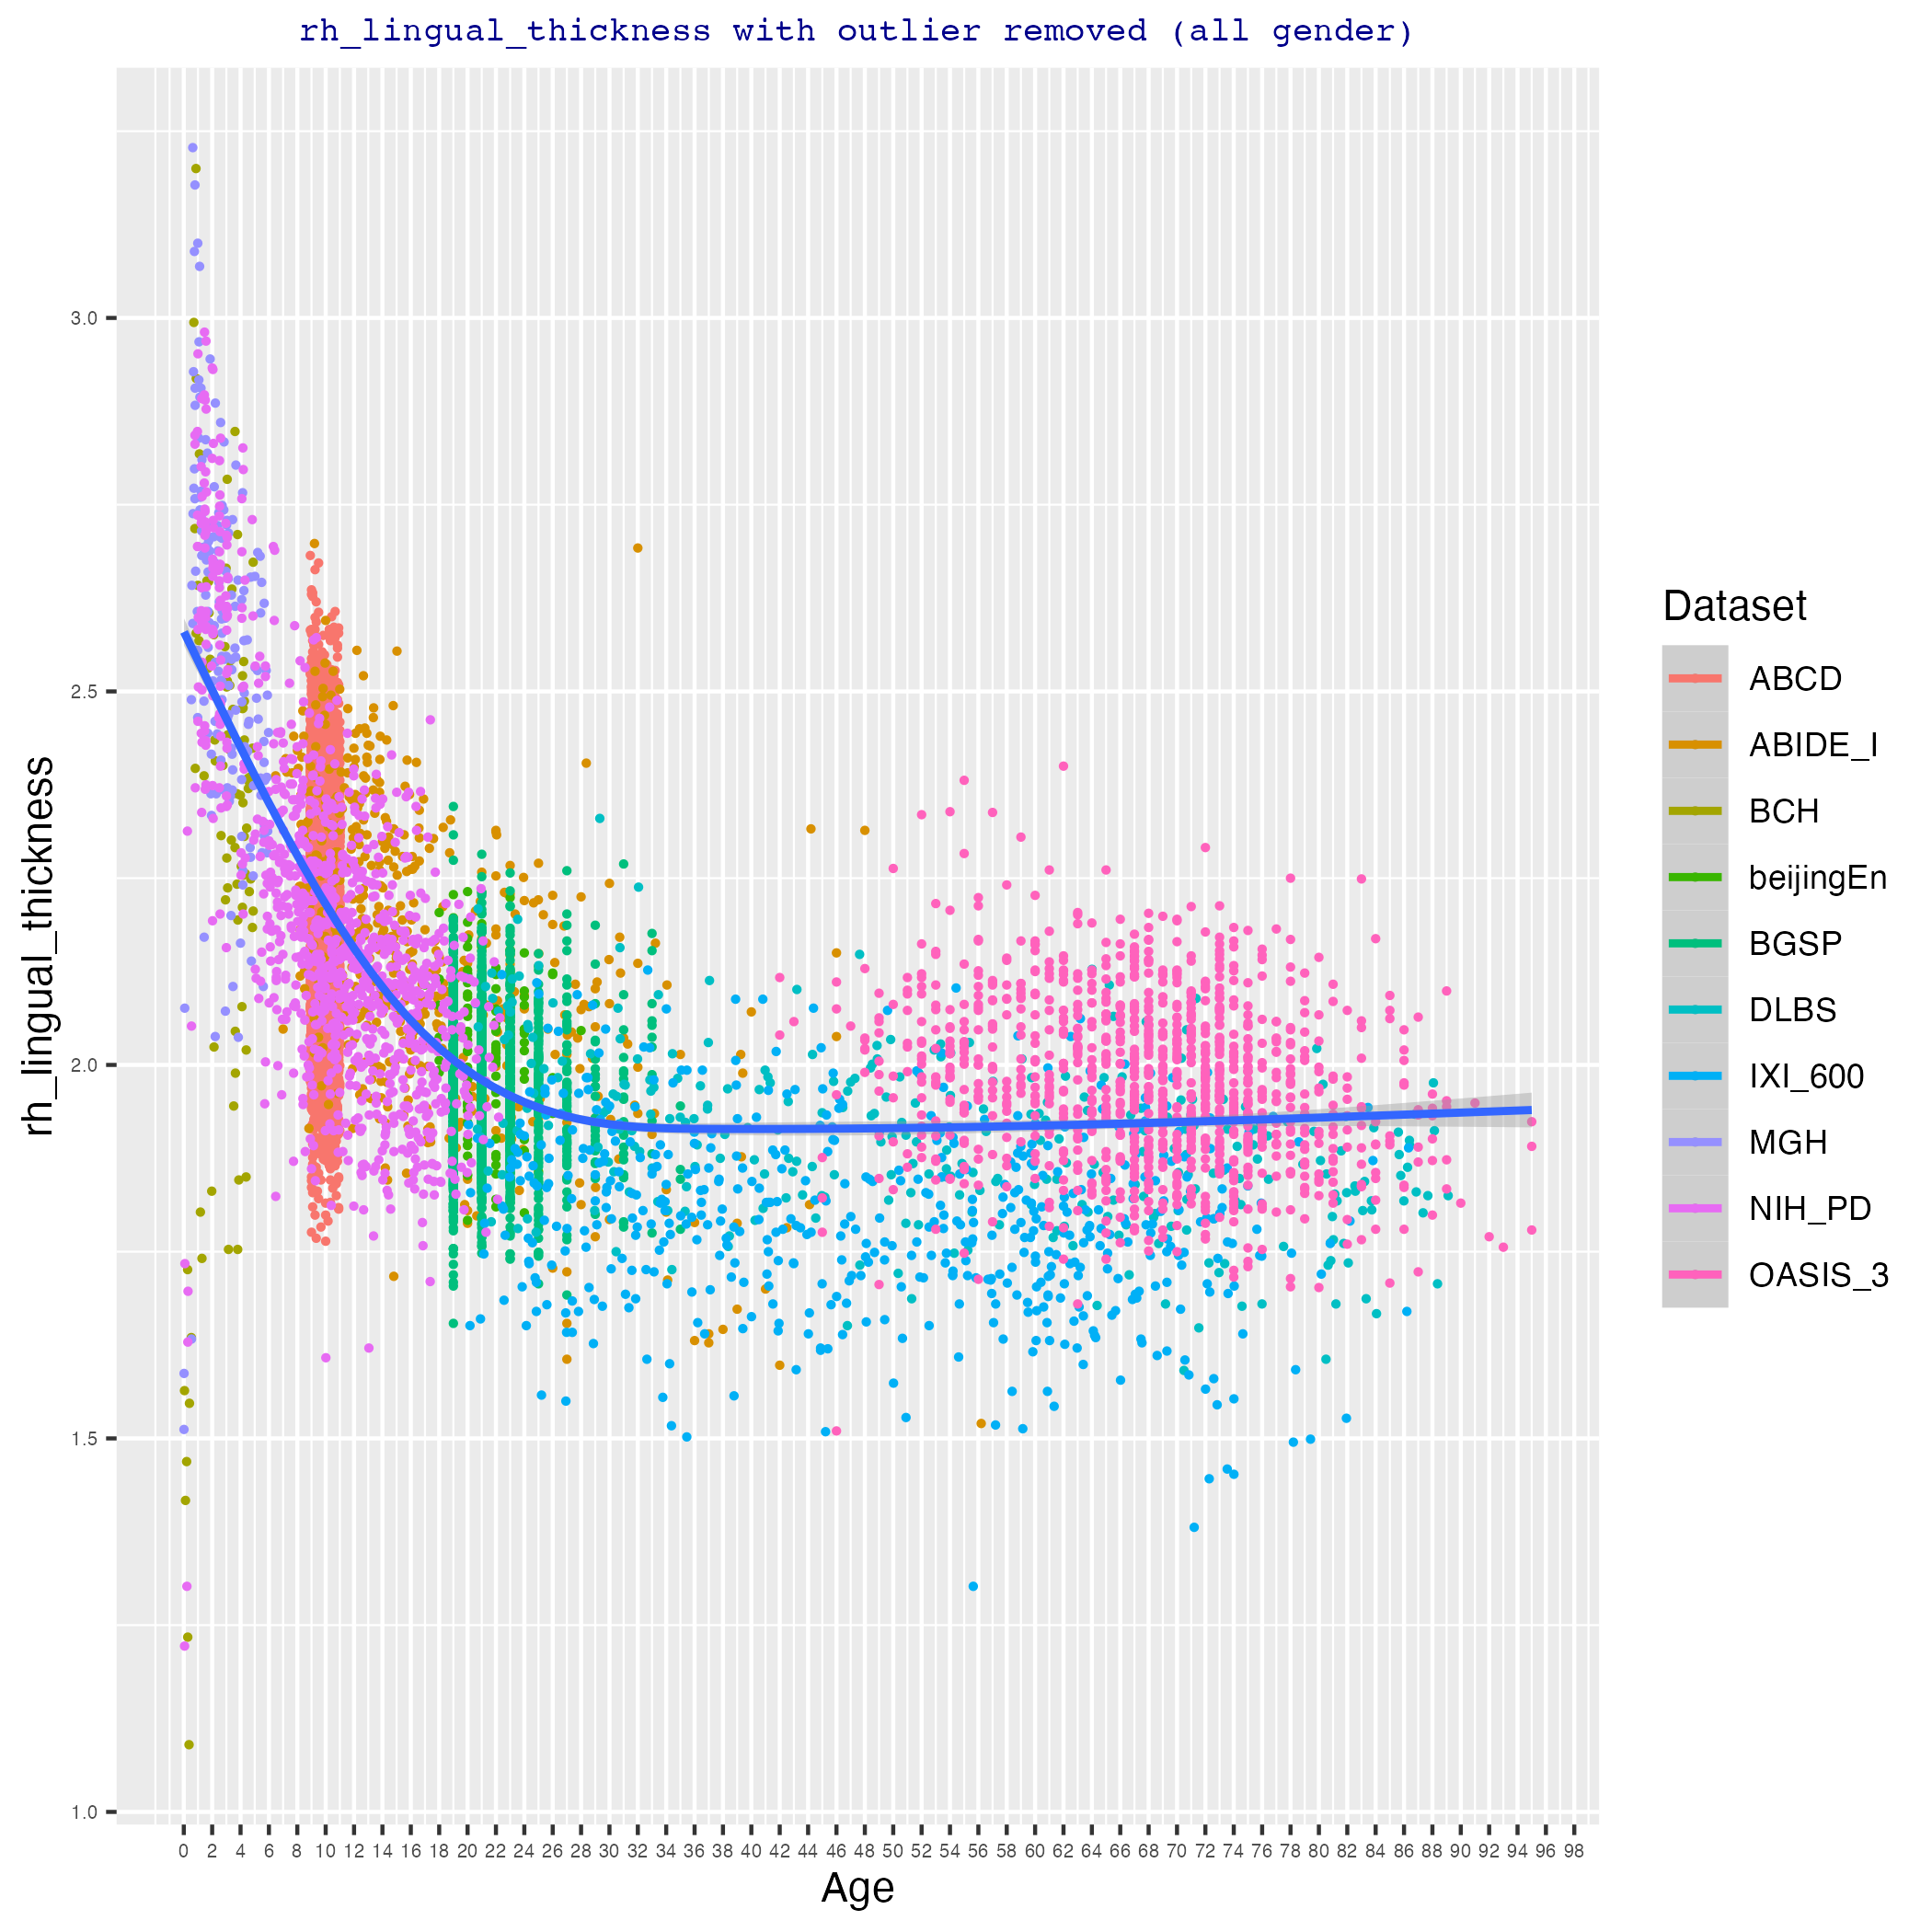 rh_lingual_thickness with outlier removed (all gender)
rh_lingual_thickness
3.0
2.5
2.0
1.5
1.0
0 2 4 6 8 10 12 14 16 18 20 22 24 26 28 30 32 34 36 38 40 42 44 46 48 50 52 54 56 58 60 62 64 66 68 70 72 74 76 78 80 82 84 86 88 90 92 94 96 98
Age
Dataset
ABCD
ABIDE_I
BCH
beijingEn
BGSP
DLBS
IXI_600
MGH
NIH_PD
OASIS_3